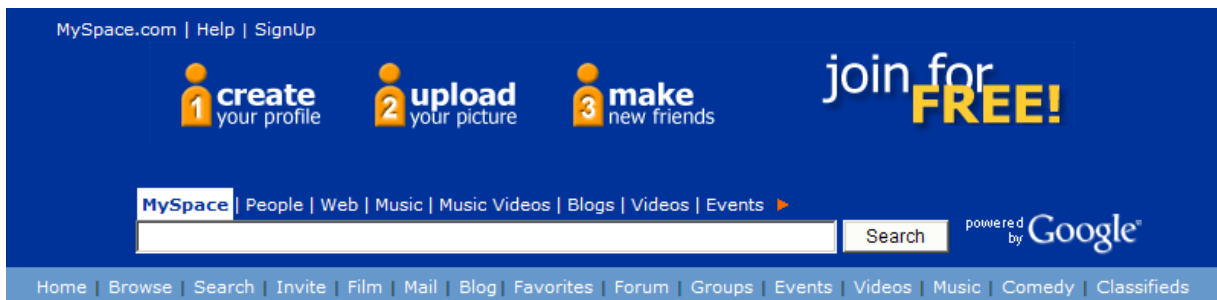 MySpace.com | Help | SignUp
1 create your profile
2 upload your picture
3 make new friends
join for FREE!
MySpace | People | Web | Music | Music Videos | Blogs | Videos | Events
Search
powered by Google™
Home | Browse | Search | Invite | Film | Mail | Blog | Favorites | Forum | Groups | Events | Videos | Music | Comedy | Classifieds